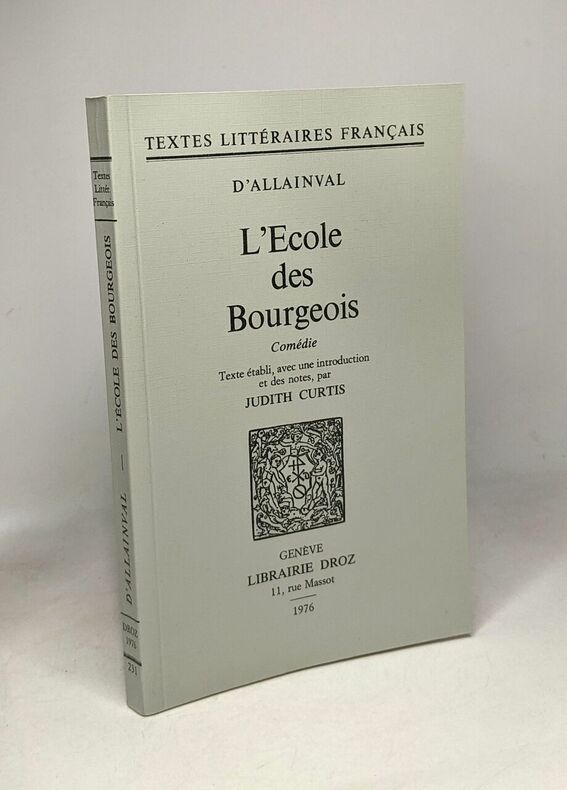 TEXTES LITTÉRAIRES FRANÇAIS
D'ALLAINVAL
L'Ecole
des
Bourgeois
Comédie
Texte établi, avec une introduction
et des notes, par
JUDITH CURTIS
GENÈVE
LIBRAIRIE DROZ
11, rue Massot
1976
Textes
Littér.
Français
D'ALLAINVAL — L'ÉCOLE DES BOURGEOIS
DROZ
1976
231